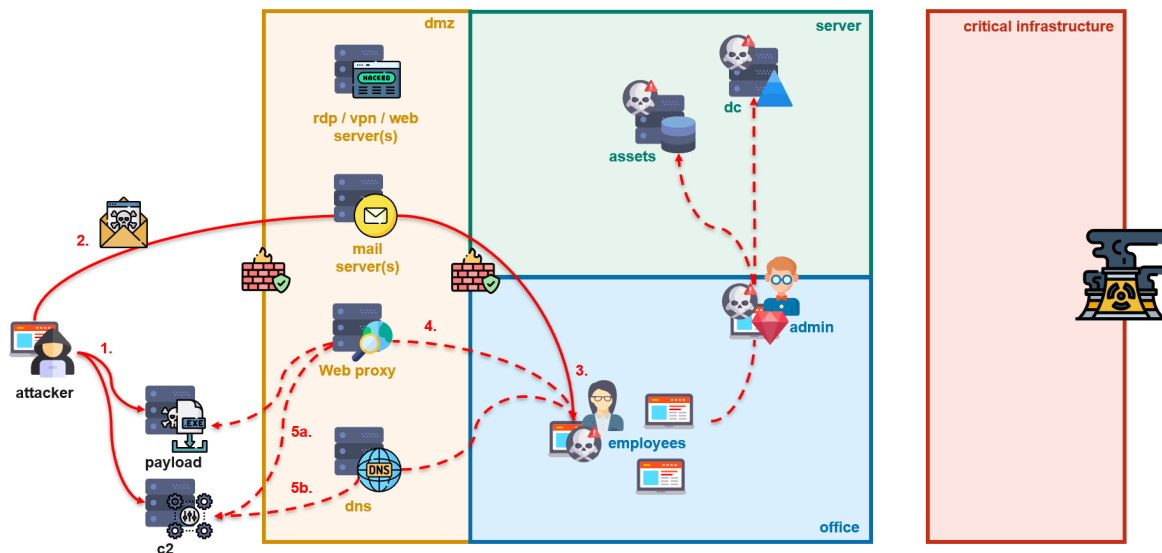 dmz
server
critical infrastructure
HACKED
rdp / vpn / web
server(s)
dc
assets
2.
mail
server(s)
admin
1.
4.
3.
attacker
Web proxy
.EXE
5a.
employees
payload
DNS
5b.
dns
office
c2